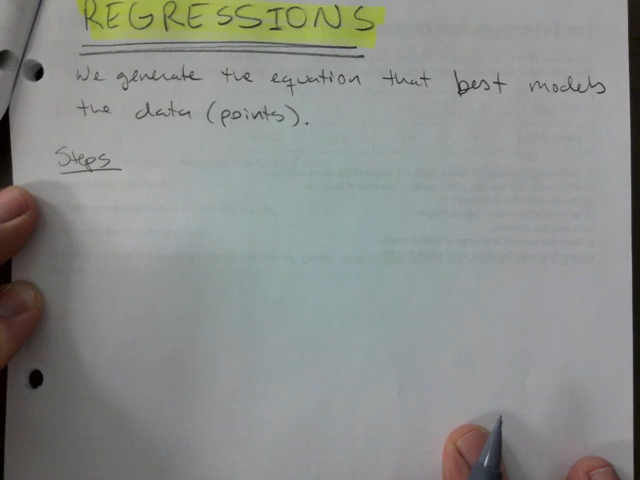 REGRESSIONS
We generate the equation that best models
the data (points).
Steps